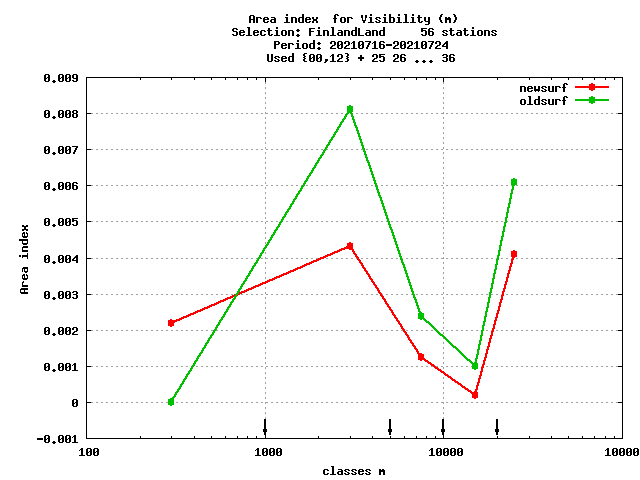 Area index  for Visibility (m)
Selection: FinlandLand     56 stations
Period: 20210716-20210724
Used {00,12} + 25 26 ... 36
newsurf
oldsurf
0.009
0.008
0.007
0.006
0.005
0.004
0.003
0.002
0.001
0
-0.001
Area index
100
1000
10000
10000
classes m